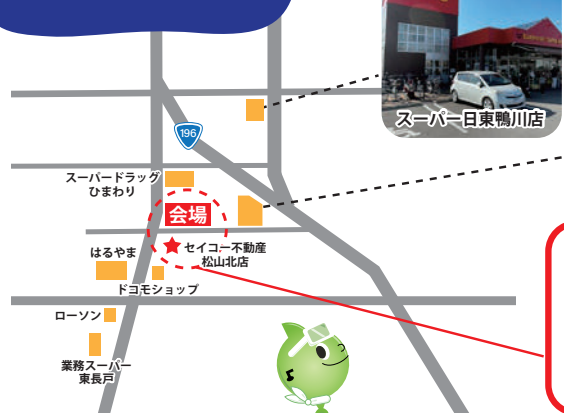 スーパー日東鴨川店
196
スーパードラッグ
ひまわり
会場
セイコー不動産
松山北店
はるやま
ドコモショップ
ローソン
業務スーパー
東長戸